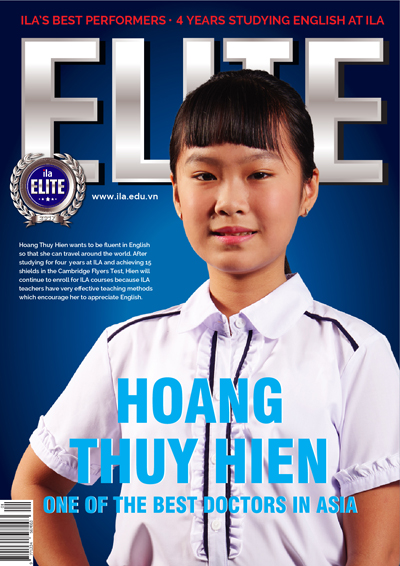 ILA'S BEST PERFORMERS • 4 YEARS STUDYING ENGLISH AT ILA
ELITE
ila
ELITE
www.ila.edu.vn
Hoang Thuy Hien wants to be fluent in English
so that she can travel around the world. After
studying for four years at ILA and achieving 15
shields in the Cambridge Flyers Test, Hien will
continue to enroll for ILA courses because ILA
teachers have very effective teaching methods
which encourage her to appreciate English.
HOANG
THUY HIEN
ONE OF THE BEST DOCTORS IN ASIA